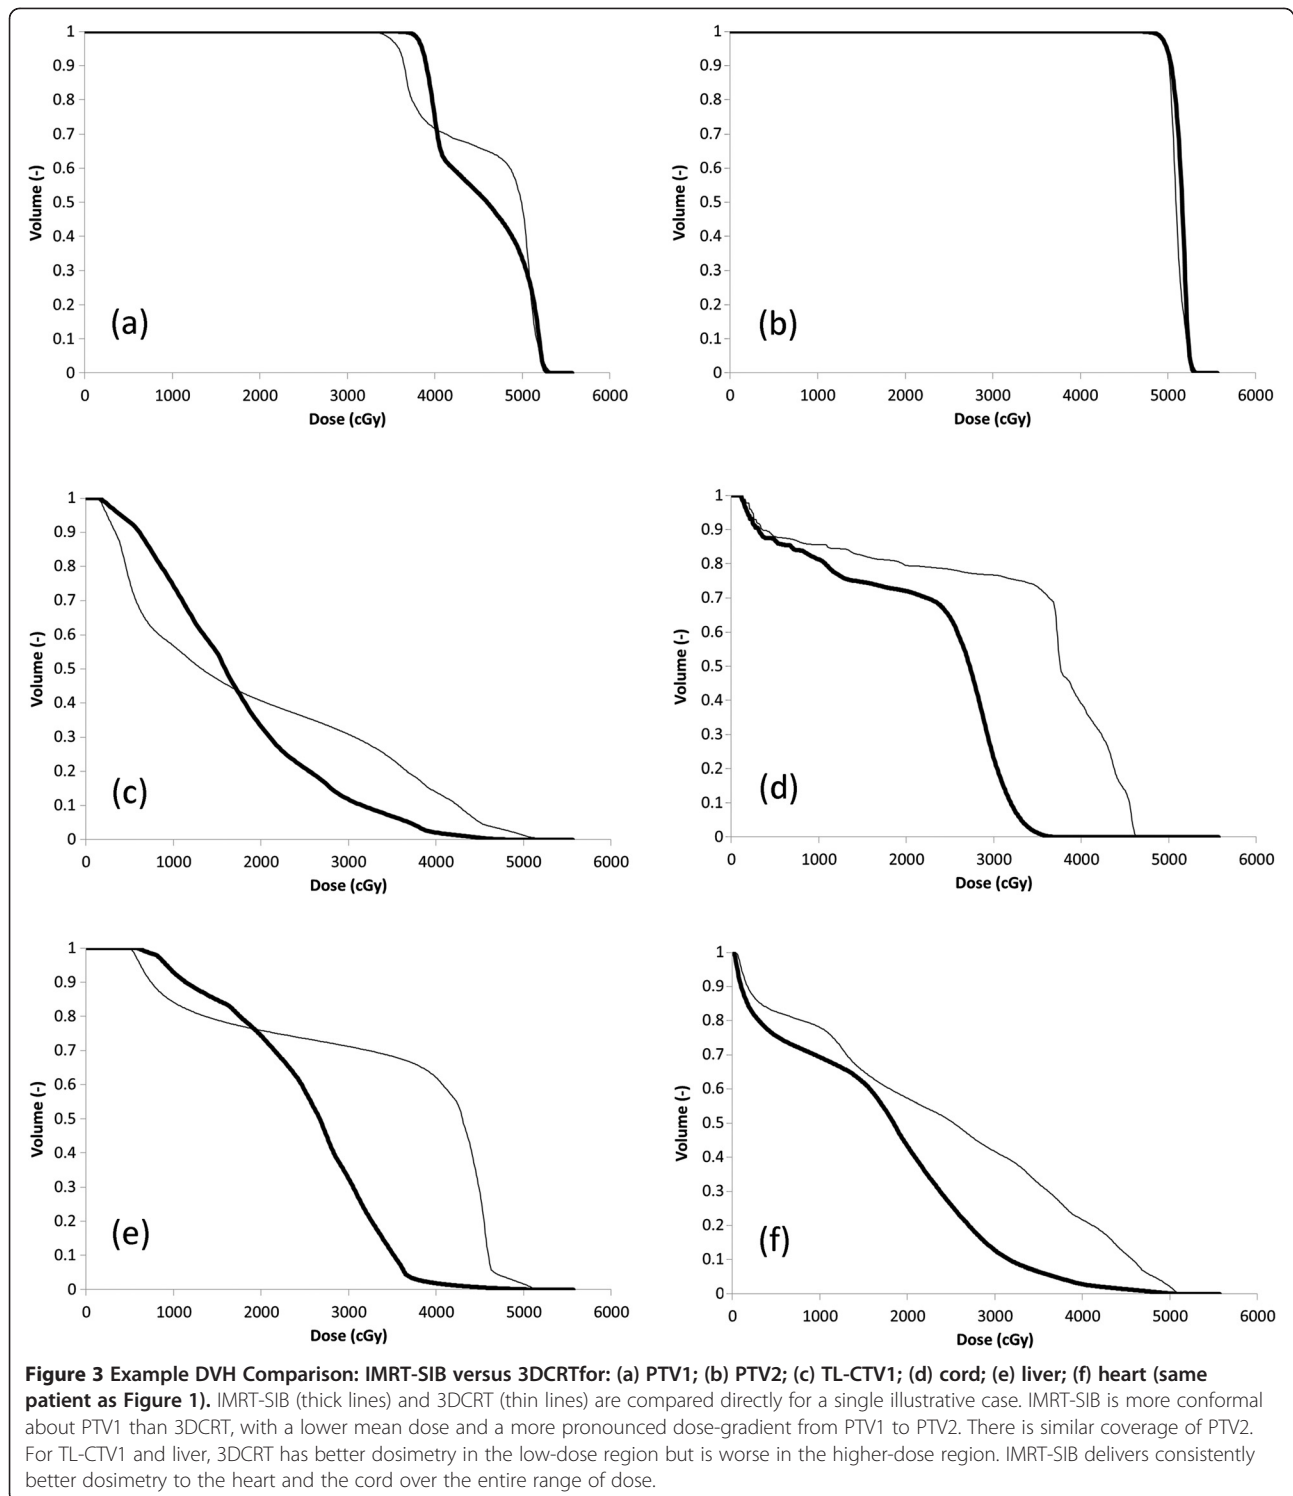 1
0.9
0.8
0.7
0.6
0.5
0.4
0.3
0.2
0.1
0
Volume (-)
(a)
0 1000 2000 3000 4000 5000 6000
Dose (cGy)
1
0.9
0.8
0.7
0.6
0.5
0.4
0.3
0.2
0.1
0
Volume (-)
(b)
0 1000 2000 3000 4000 5000 6000
Dose (cGy)
1
0.9
0.8
0.7
0.6
0.5
0.4
0.3
0.2
0.1
0
Volume (-)
(c)
0 1000 2000 3000 4000 5000 6000
Dose (cGy)
1
0.9
0.8
0.7
0.6
0.5
0.4
0.3
0.2
0.1
0
Volume (-)
(d)
0 1000 2000 3000 4000 5000 6000
Dose (cGy)
1
0.9
0.8
0.7
0.6
0.5
0.4
0.3
0.2
0.1
0
Volume (-)
(e)
0 1000 2000 3000 4000 5000 6000
Dose (cGy)
1
0.9
0.8
0.7
0.6
0.5
0.4
0.3
0.2
0.1
0
Volume (-)
(f)
0 1000 2000 3000 4000 5000 6000
Dose (cGy)
Figure 3 Example DVH Comparison: IMRT-SIB versus 3DCRTfor: (a) PTV1; (b) PTV2; (c) TL-CTV1; (d) cord; (e) liver; (f) heart (same
patient as Figure 1). IMRT-SIB (thick lines) and 3DCRT (thin lines) are compared directly for a single illustrative case. IMRT-SIB is more conformal
about PTV1 than 3DCRT, with a lower mean dose and a more pronounced dose-gradient from PTV1 to PTV2. There is similar coverage of PTV2.
For TL-CTV1 and liver, 3DCRT has better dosimetry in the low-dose region but is worse in the higher-dose region. IMRT-SIB delivers consistently
better dosimetry to the heart and the cord over the entire range of dose.